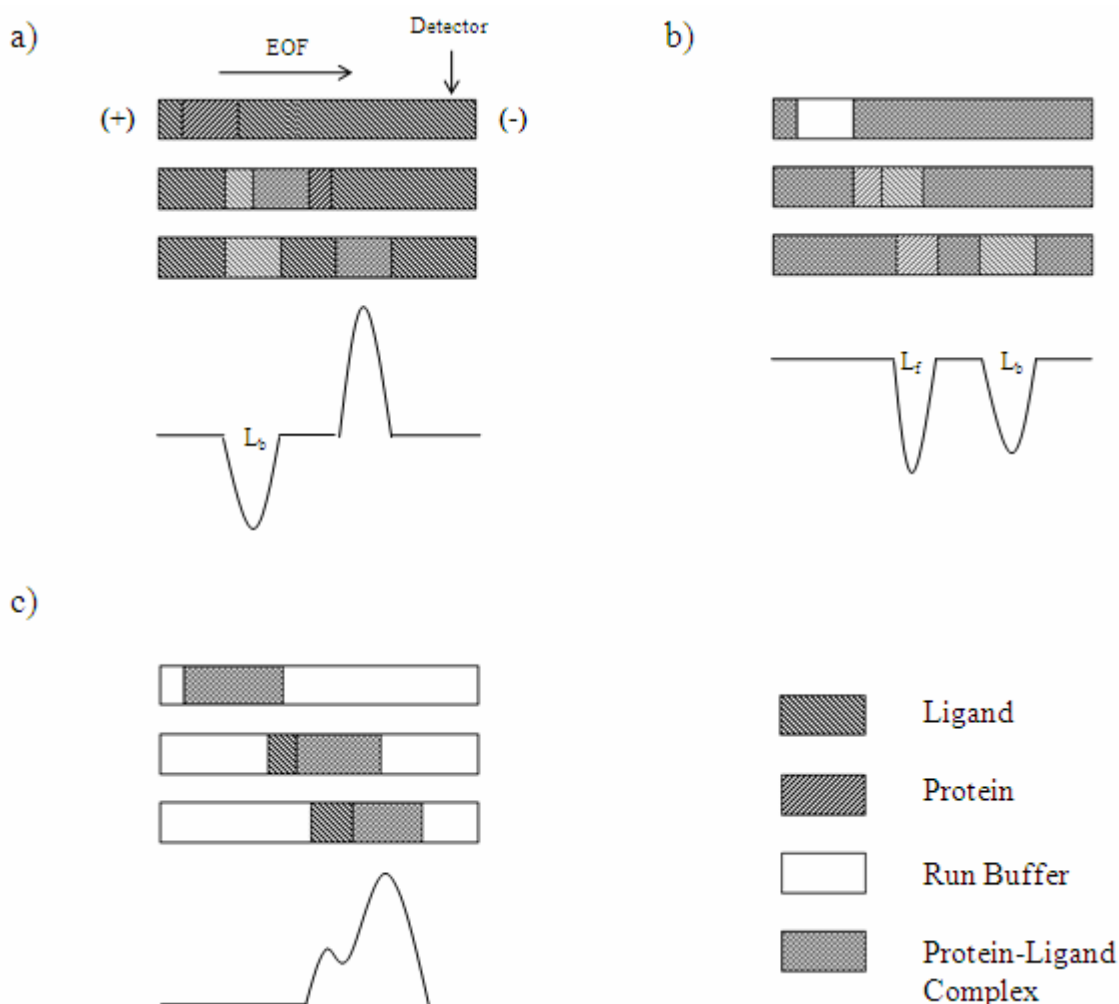 a)
EOF
Detector
(+)
(-)
L_b
b)
L_f
L_b
c)
Ligand
Protein
Run Buffer
Protein-Ligand
Complex